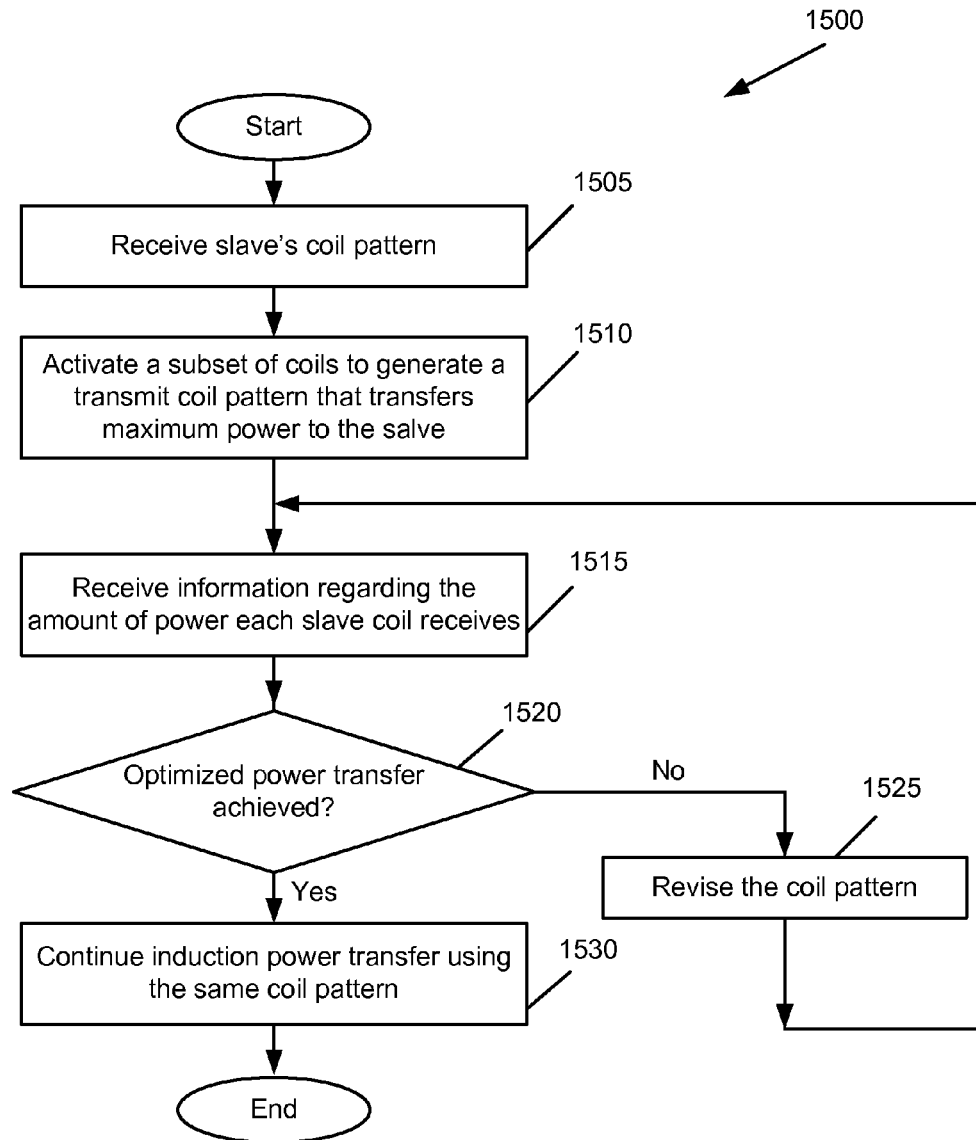 1500
Start
1505
Receive slave's coil pattern
1510
Activate a subset of coils to generate a
transmit coil pattern that transfers
maximum power to the salve
1515
Receive information regarding the
amount of power each slave coil receives
1520
Optimized power transfer
achieved?
No
1525
Revise the coil pattern
Yes
1530
Continue induction power transfer using
the same coil pattern
End